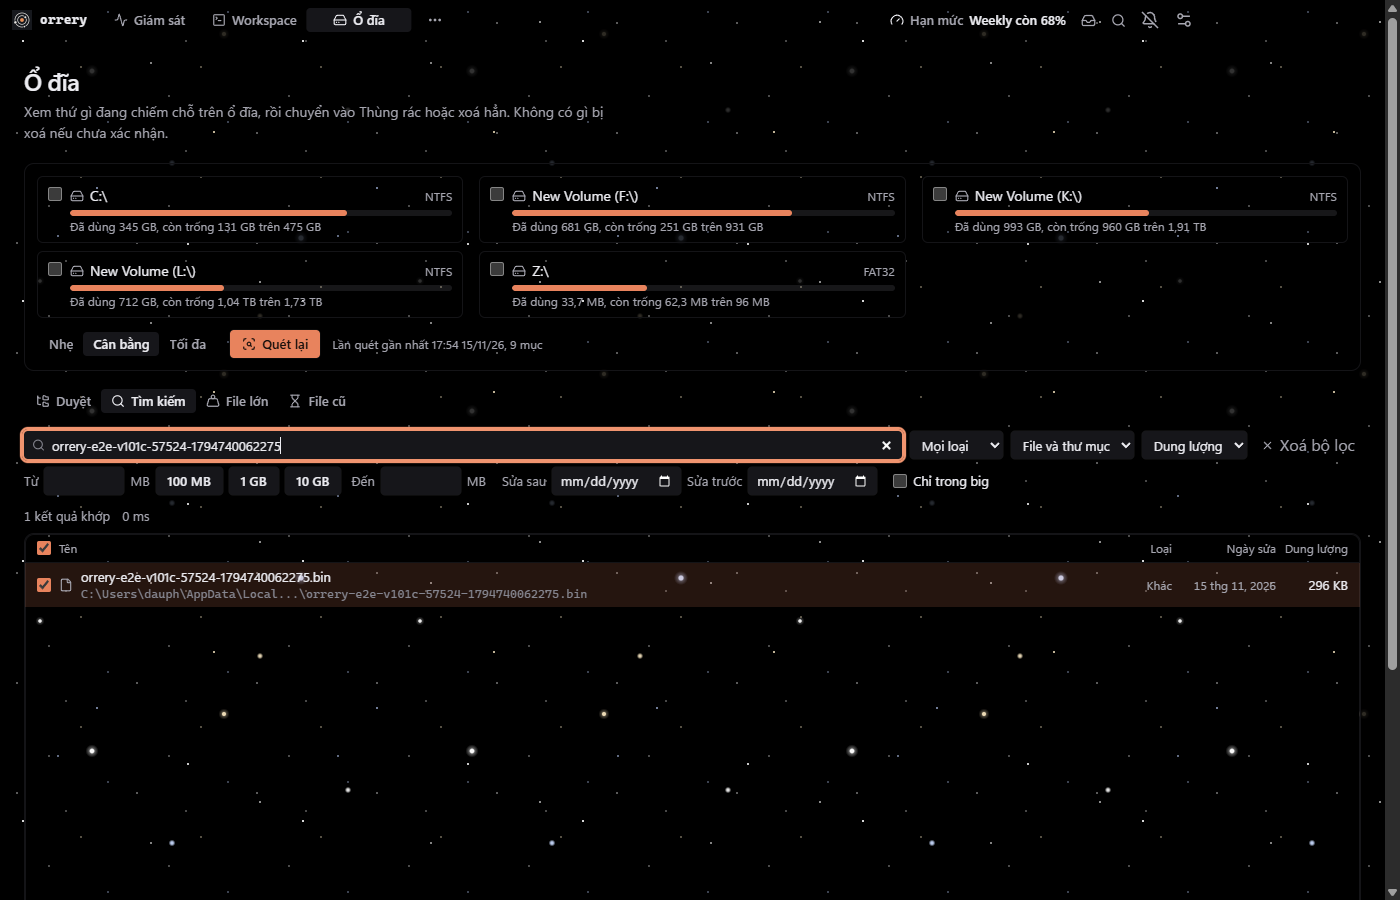 orrery Giám sát Workspace Ổ đĩa Hạn mức Weekly còn 68%
Ổ đĩa
Xem thứ gì đang chiếm chỗ trên ổ đĩa, rồi chuyển vào Thùng rác hoặc xoá hẳn. Không có gì bị
xoá nếu chưa xác nhận.
C:\ NTFS
Đã dùng 345 GB, còn trống 131 GB trên 475 GB
New Volume (F:\) NTFS
Đã dùng 681 GB, còn trống 251 GB trên 931 GB
New Volume (K:\) NTFS
Đã dùng 993 GB, còn trống 960 GB trên 1,91 TB
New Volume (L:\) NTFS
Đã dùng 712 GB, còn trống 1,04 TB trên 1,73 TB
Z:\ FAT32
Đã dùng 33,7 MB, còn trống 62,3 MB trên 96 MB
Nhẹ Cân bằng Tối đa Quét lại Lần quét gần nhất 17:54 15/11/26, 9 mục
Duyệt Tìm kiếm File lớn File cũ
orrery-e2e-v101c-57524-1794740062275 Mọi loại File và thư mục Dung lượng Xoá bộ lọc
Từ MB 100 MB 1 GB 10 GB Đến MB Sửa sau mm/dd/yyyy Sửa trước mm/dd/yyyy Chỉ trong big
1 kết quả khớp 0 ms
Tên Loại Ngày sửa Dung lượng
orrery-e2e-v101c-57524-1794740062275.bin
C:\Users\dauph\AppData\Local...\orrery-e2e-v101c-57524-1794740062275.bin Khác 15 thg 11, 2026 296 KB